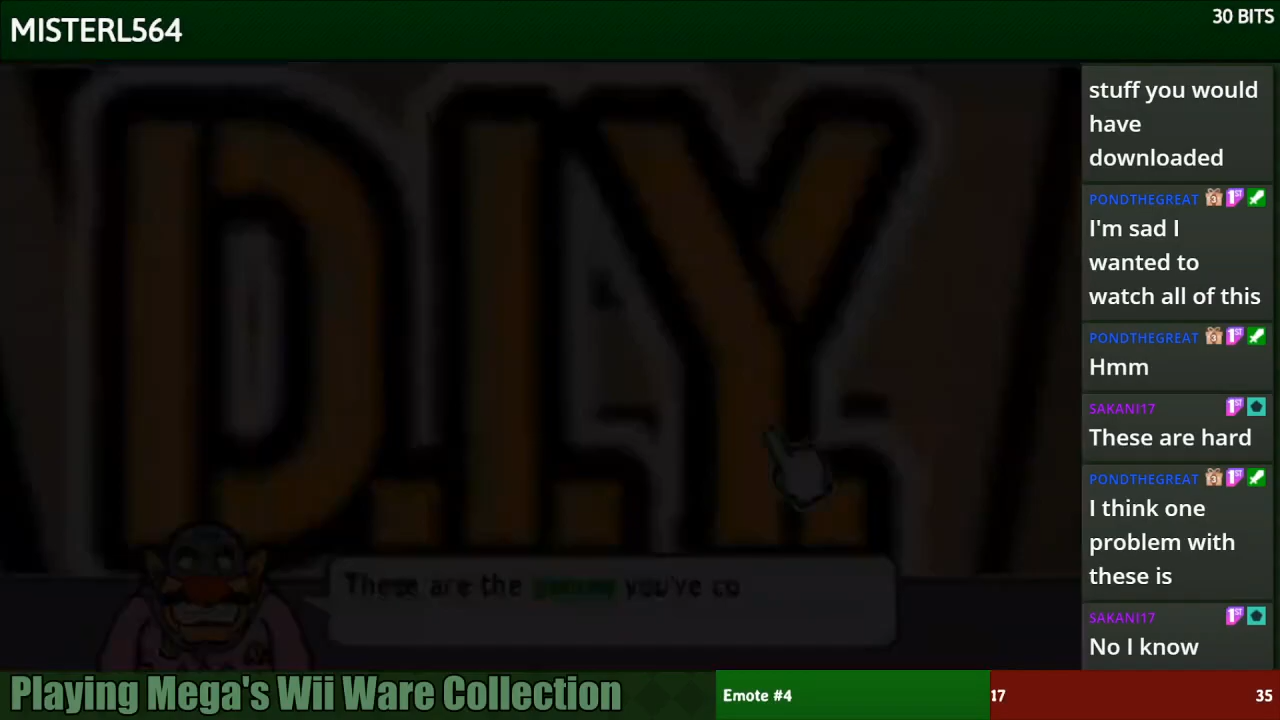 MISTERL564
30 BITS
D.I.Y.
These are the games you've co
stuff you would
have
downloaded
PONDTHEGREAT
I'm sad I
wanted to
watch all of this
PONDTHEGREAT
Hmm
SAKANI17
These are hard
PONDTHEGREAT
I think one
problem with
these is
SAKANI17
No I know
Playing Mega's Wii Ware Collection
Emote #4
17
35